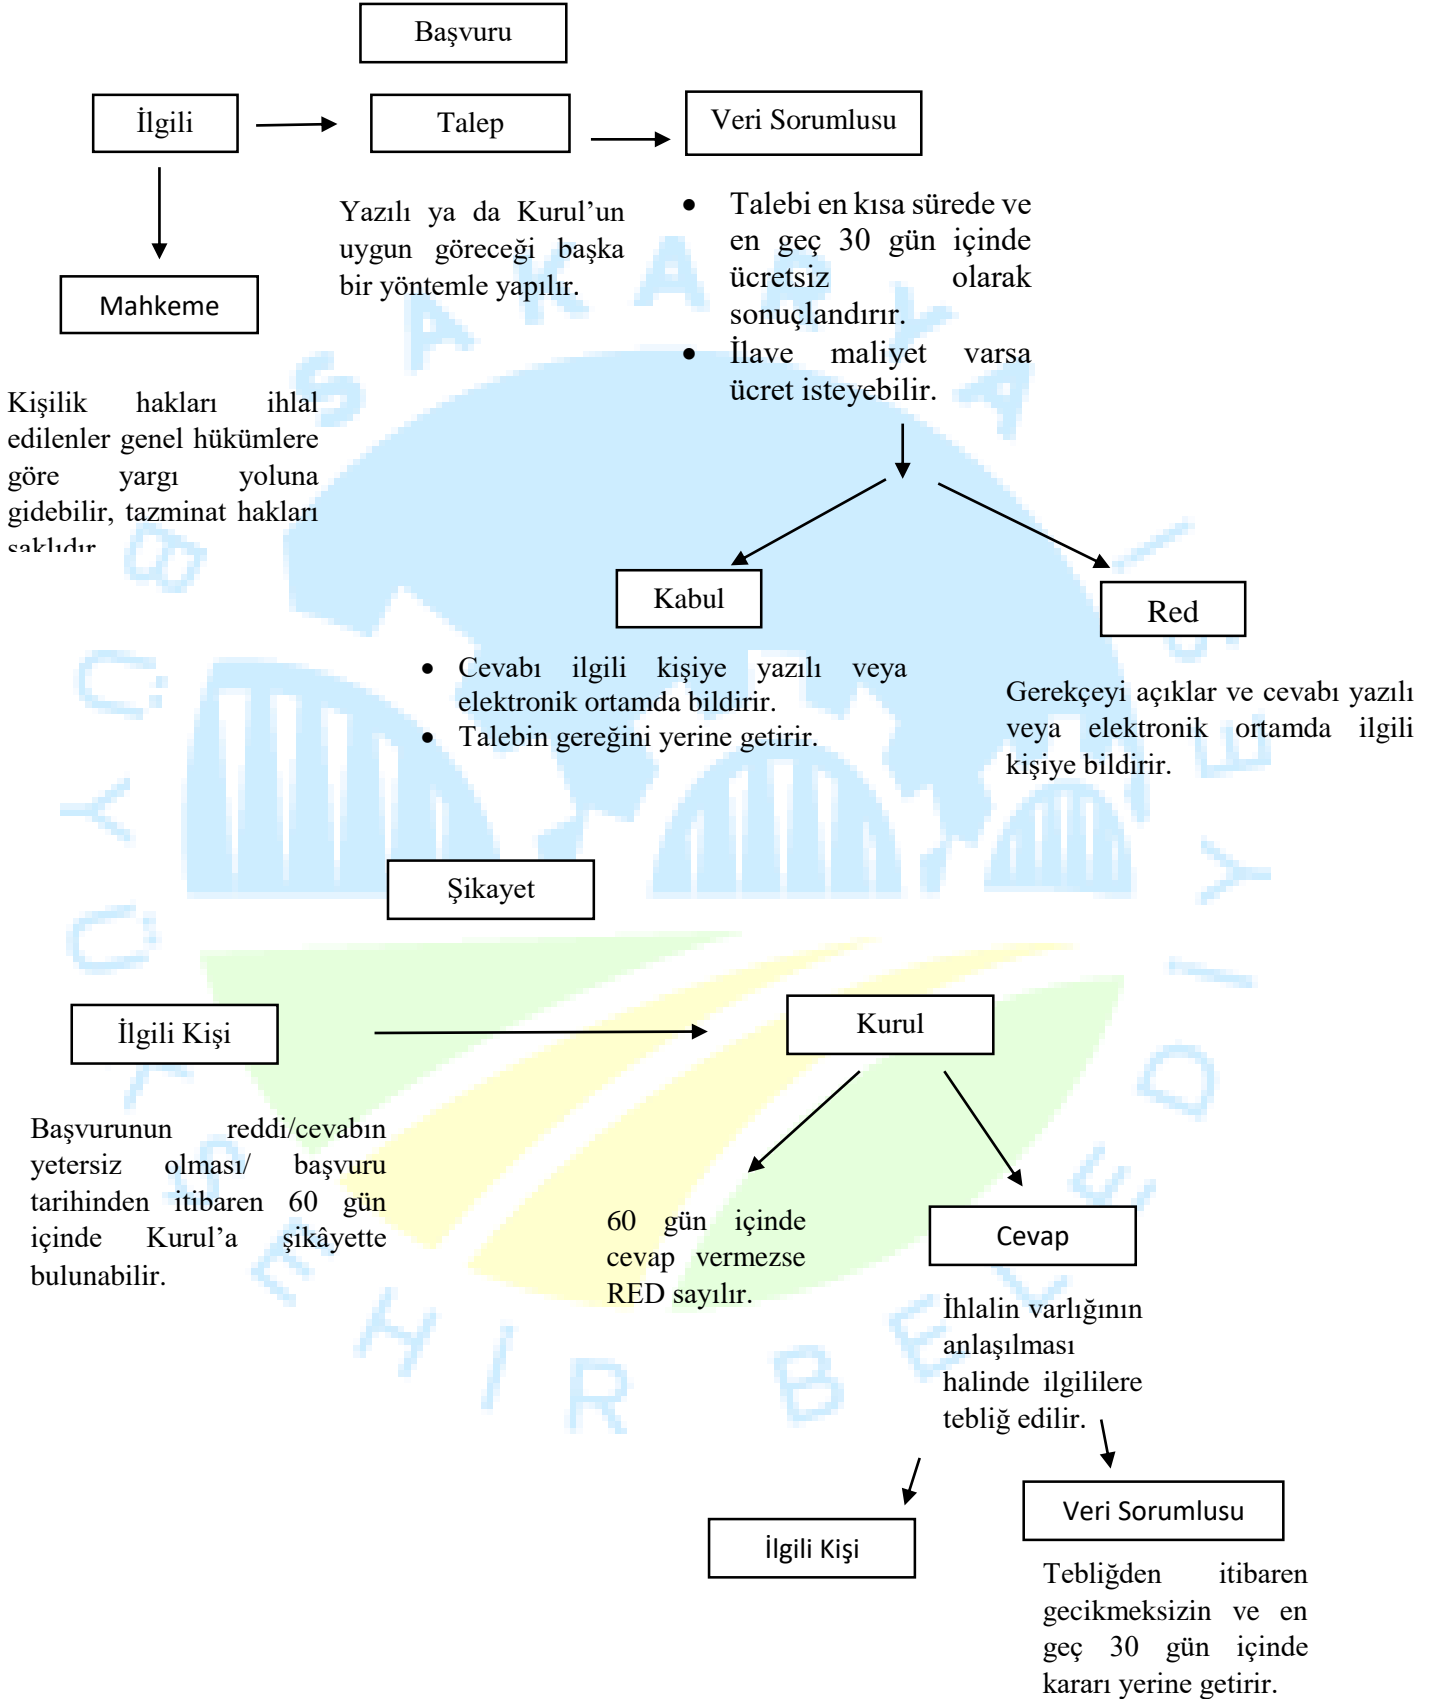 Başvuru
İlgili
Talep
Veri Sorumlusu
Yazılı ya da Kurul’un
uygun göreceği başka
bir yöntemle yapılır.
• Talebi en kısa sürede ve
en geç 30 gün içinde
ücretsiz olarak
sonuçlandırır.
• İlave maliyet varsa
ücret isteyebilir.
Mahkeme
Kişilik hakları ihlal
edilenler genel hükümlere
göre yargı yoluna
gidebilir, tazminat hakları
saklıdır
Kabul
Red
• Cevabı ilgili kişiye yazılı veya
elektronik ortamda bildirir.
• Talebin gereğini yerine getirir.
Gerekçeyi açıklar ve cevabı yazılı
veya elektronik ortamda ilgili
kişiye bildirir.
Şikayet
İlgili Kişi
Kurul
Başvurunun reddi/cevabın
yetersiz olması/ başvuru
tarihinden itibaren 60 gün
içinde Kurul’a şikâyette
bulunabilir.
60 gün içinde
cevap vermezse
RED sayılır.
Cevap
İhlalin varlığının
anlaşılması
halinde ilgililere
tebliğ edilir.
İlgili Kişi
Veri Sorumlusu
Tebliğden itibaren
gecikmeksizin ve en
geç 30 gün içinde
kararı yerine getirir.
SAKARYA
BÜYÜKŞEHİR BELEDİYESİ